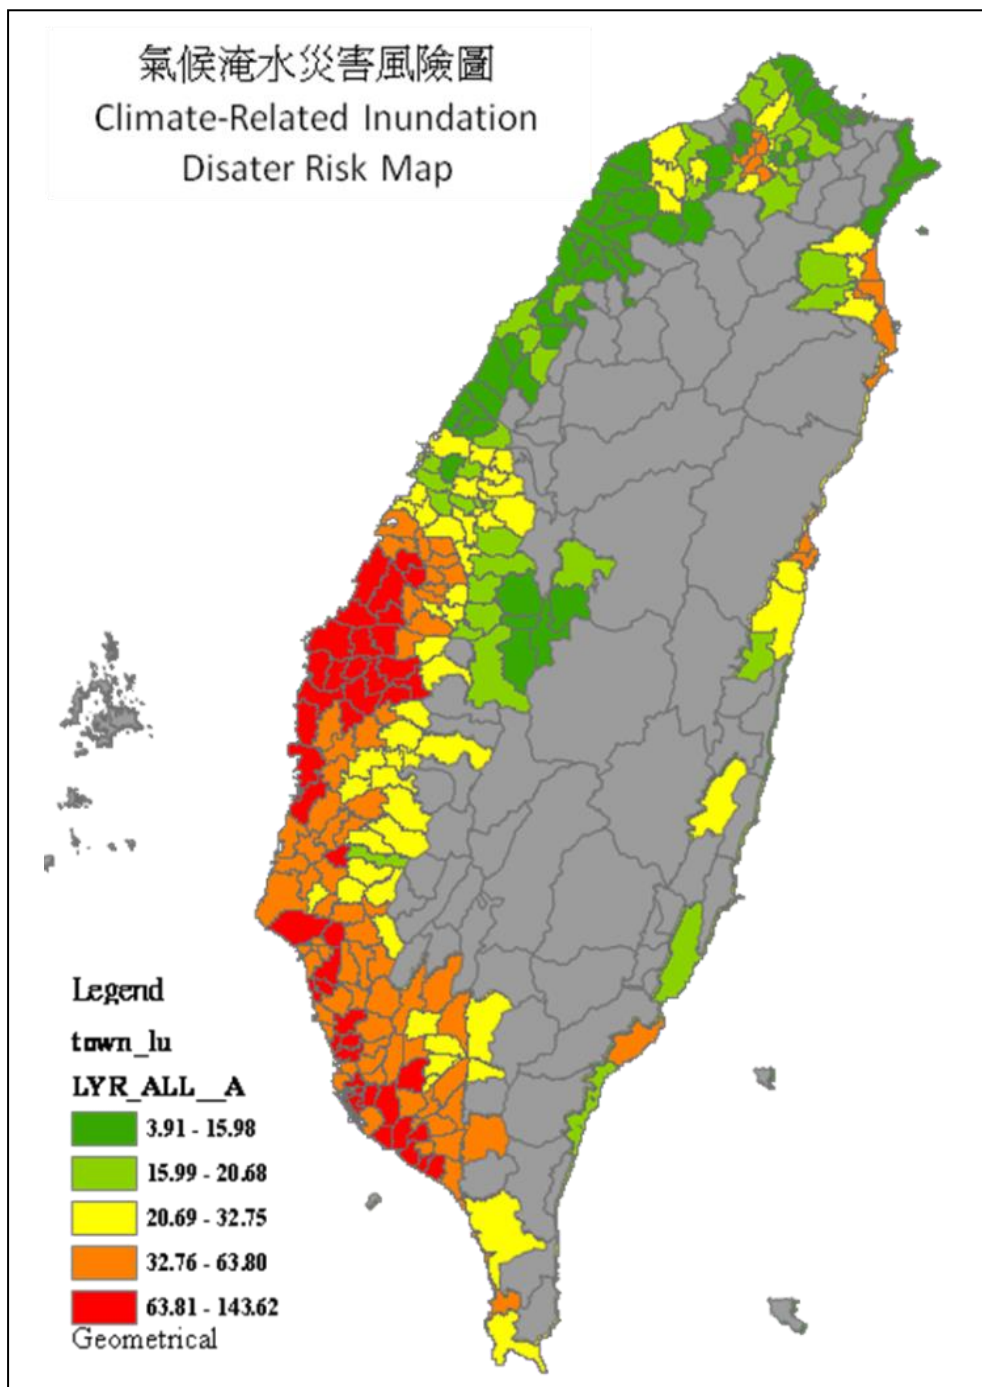 氣候淹水災害風險圖
Climate-Related Inundation
Disater Risk Map
Legend
town_lu
LYR_ALL__A
3.91 - 15.98
15.99 - 20.68
20.69 - 32.75
32.76 - 63.80
63.81 - 143.62
Geometrical